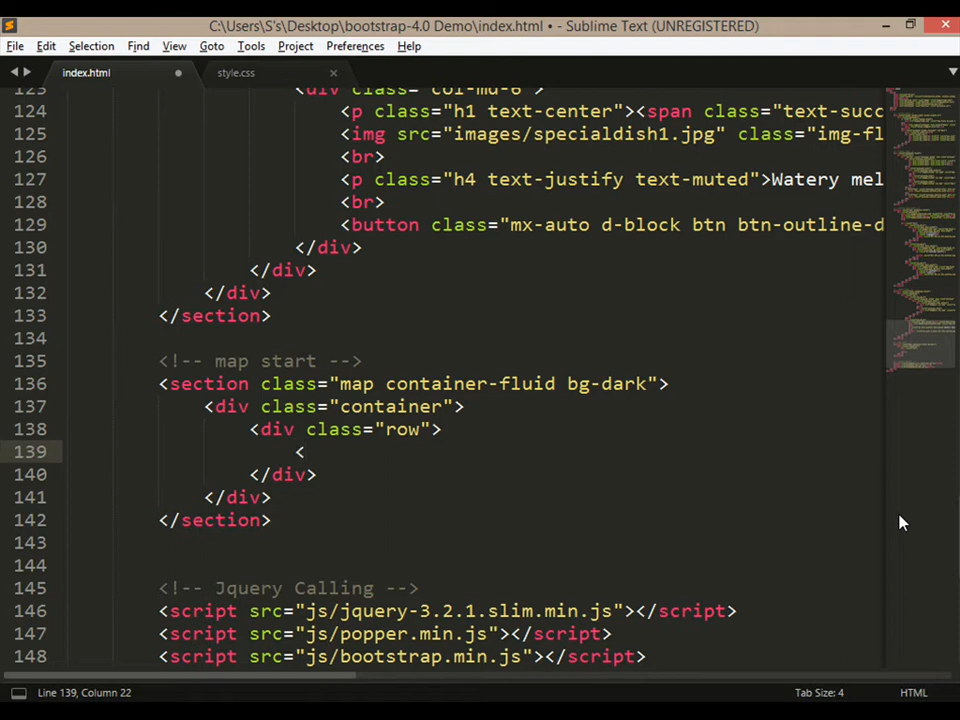 C:\Users\S's\Desktop\bootstrap-4.0 Demo\index.html • - Sublime Text (UNREGISTERED)
File Edit Selection Find View Goto Tools Project Preferences Help
index.html style.css
123 <div class="col-md-6">
124 <p class="h1 text-center"><span class="text-succ
125 <img src="images/specialdish1.jpg" class="img-fl
126 <br>
127 <p class="h4 text-justify text-muted">Watery mel
128 <br>
129 <button class="mx-auto d-block btn btn-outline-d
130 </div>
131 </div>
132 </div>
133 </section>
134
135 <!-- map start -->
136 <section class="map container-fluid bg-dark">
137 <div class="container">
138 <div class="row">
139 <
140 </div>
141 </div>
142 </section>
143
144
145 <!-- Jquery Calling -->
146 <script src="js/jquery-3.2.1.slim.min.js"></script>
147 <script src="js/popper.min.js"></script>
148 <script src="js/bootstrap.min.js"></script>
Line 139, Column 22 Tab Size: 4 HTML